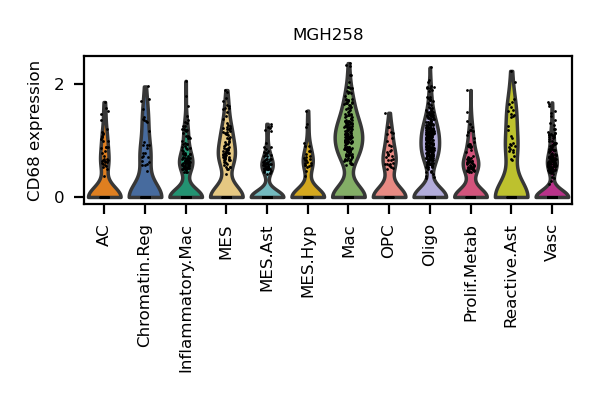 MGH258
CD68 expression
2
0
AC
Chromatin.Reg
Inflammatory.Mac
MES
MES.Ast
MES.Hyp
Mac
OPC
Oligo
Prolif.Metab
Reactive.Ast
Vasc